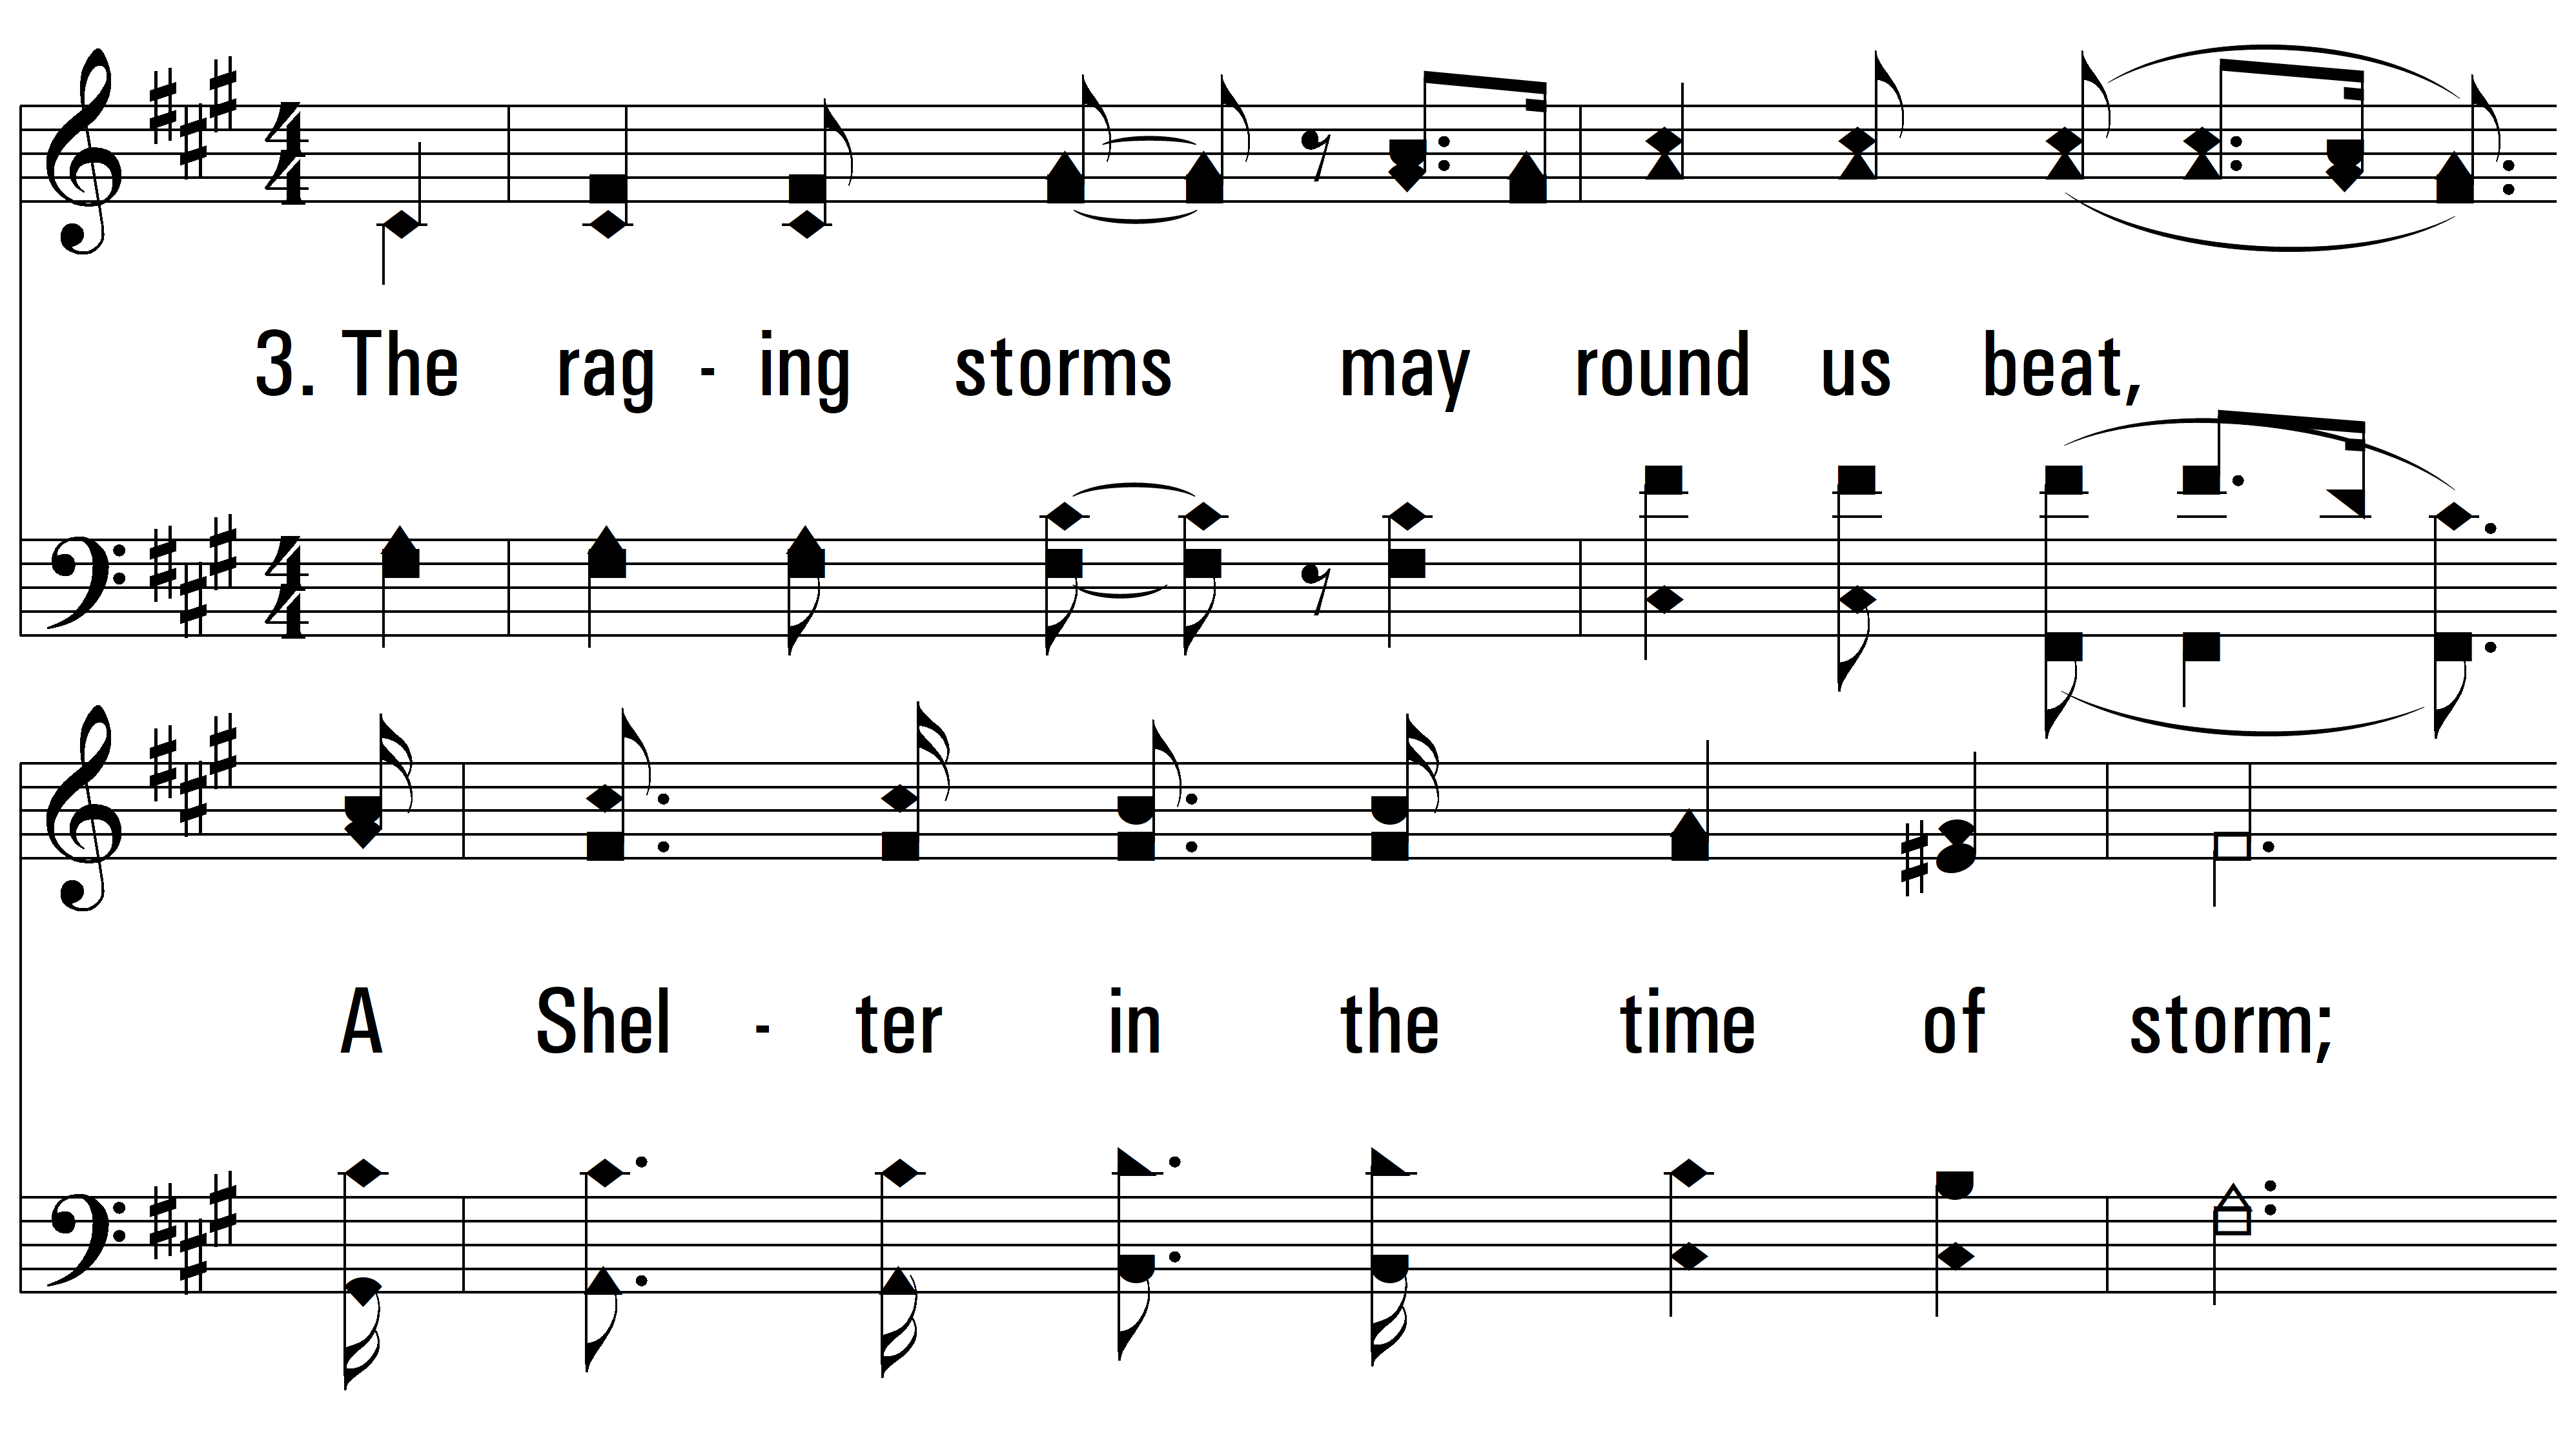 3. The rag - ing storms may round us beat,
A Shel - ter in the time of storm;